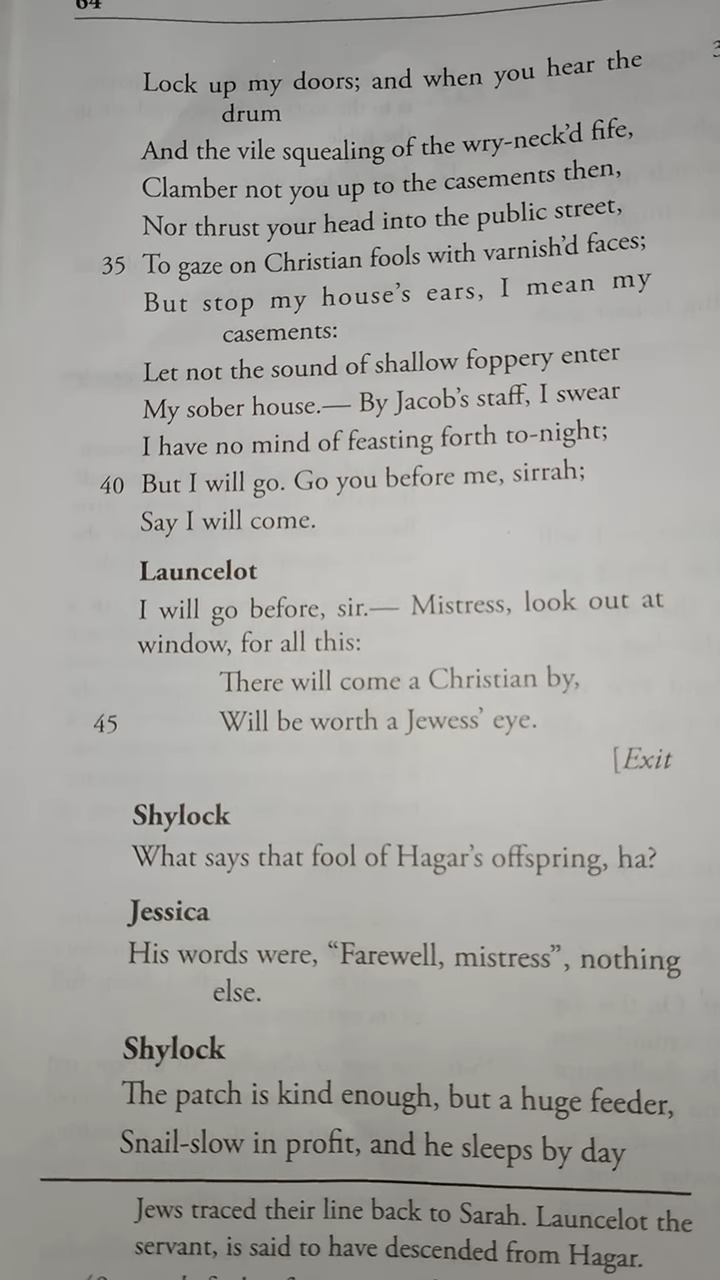 64
Lock up my doors; and when you hear the
drum
And the vile squealing of the wry-neck’d fife,
Clamber not you up to the casements then,
Nor thrust your head into the public street,
35 To gaze on Christian fools with varnish’d faces;
But stop my house’s ears, I mean my
casements:
Let not the sound of shallow foppery enter
My sober house.— By Jacob’s staff, I swear
I have no mind of feasting forth to-night;
40 But I will go. Go you before me, sirrah;
Say I will come.
Launcelot
I will go before, sir.— Mistress, look out at
window, for all this:
There will come a Christian by,
45 Will be worth a Jewess’ eye.
[Exit
Shylock
What says that fool of Hagar’s offspring, ha?
Jessica
His words were, “Farewell, mistress”, nothing
else.
Shylock
The patch is kind enough, but a huge feeder,
Snail-slow in profit, and he sleeps by day
Jews traced their line back to Sarah. Launcelot the
servant, is said to have descended from Hagar.